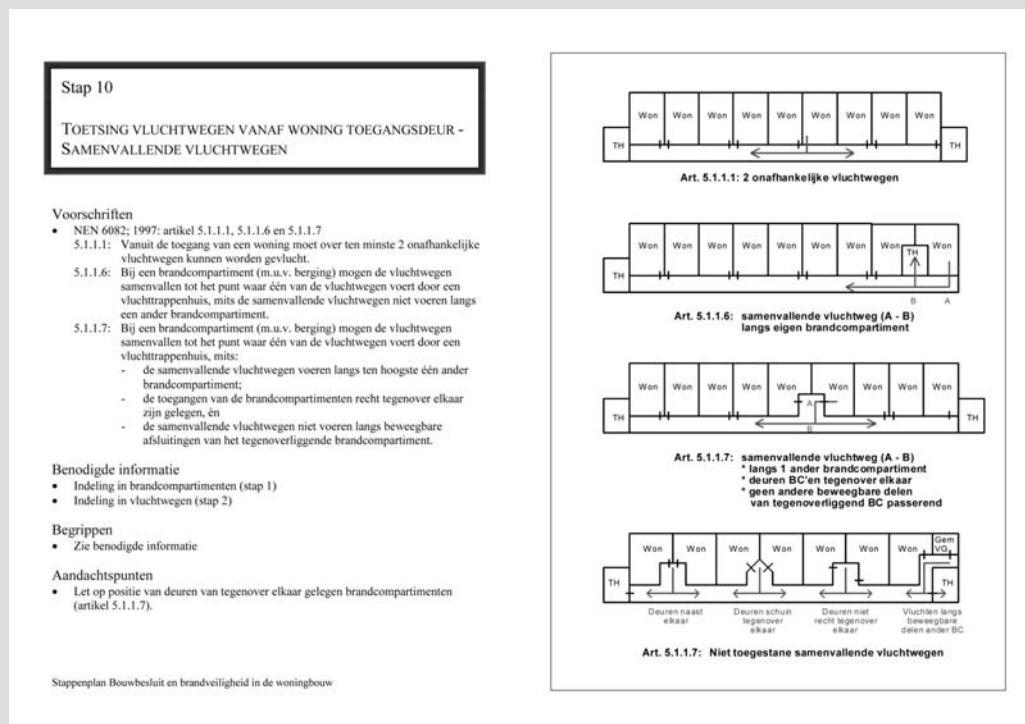 Stap 10
TOETSING VLUCHTWEGEN VANAF WONING TOEGANGSDEUR -
SAMENVALLENDE VLUCHTWEGEN
Voorschriften
• NEN 6082; 1997: artikel 5.1.1.1, 5.1.1.6 en 5.1.1.7
5.1.1.1: Vanuit de toegang van een woning moet over ten minste 2 onafhankelijke
vluchtwegen kunnen worden gevlucht.
5.1.1.6: Bij een brandcompartiment (m.u.v. berging) mogen de vluchtwegen
samenvallen tot het punt waar één van de vluchtwegen voert door een
vluchttrappenhuis, mits de samenvallende vluchtwegen niet voeren langs
een ander brandcompartiment.
5.1.1.7: Bij een brandcompartiment (m.u.v. berging) mogen de vluchtwegen
samenvallen tot het punt waar één van de vluchtwegen voert door een
vluchttrappenhuis, mits:
- de samenvallende vluchtwegen voeren langs ten hoogste één ander
brandcompartiment;
- de toegangen van de brandcompartimenten recht tegenover elkaar
zijn gelegen, èn
- de samenvallende vluchtwegen niet voeren langs beweegbare
afsluitingen van het tegenoverliggende brandcompartiment.
Benodigde informatie
• Indeling in brandcompartimenten (stap 1)
• Indeling in vluchtwegen (stap 2)
Begrippen
• Zie benodigde informatie
Aandachtspunten
• Let op positie van deuren van tegenover elkaar gelegen brandcompartimenten
(artikel 5.1.1.7).
Stappenplan Bouwbesluit en brandveiligheid in de woningbouw
Won Won Won Won Won Won Won Won
TH TH
Art. 5.1.1.1: 2 onafhankelijke vluchtwegen
Won Won Won Won Won Won Won Won
TH
TH
B A
Art. 5.1.1.6: samenvallende vluchtweg (A - B)
langs eigen brandcompartiment
Won Won Won Won Won Won Won Won
A
TH TH
B
Art. 5.1.1.7: samenvallende vluchtweg (A - B)
* langs 1 ander brandcompartiment
* deuren BC'en tegenover elkaar
* geen andere beweegbare delen
van tegenoverliggend BC passerend
Gem
VG
Won Won Won Won Won Won Won
TH TH
Deuren naast
elkaar
Deuren schuin
tegenover
elkaar
Deuren niet
recht tegenover
elkaar
Vluchten langs
beweegbare
delen ander BC
Art. 5.1.1.7: Niet toegestane samenvallende vluchtwegen